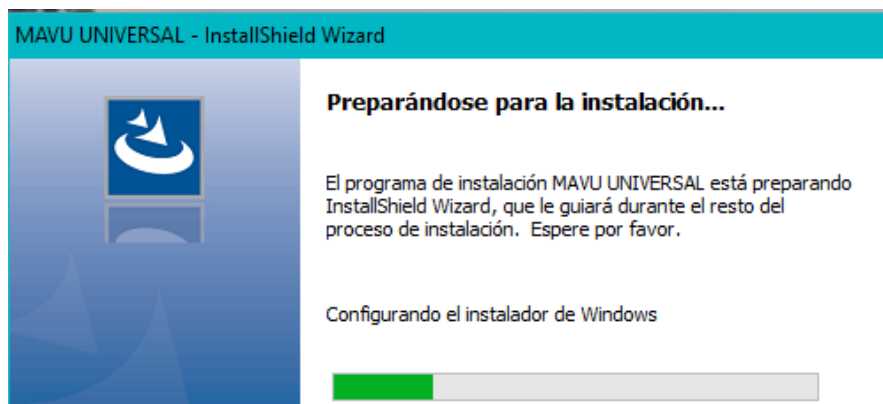 MAVU UNIVERSAL - InstallShield Wizard
Preparándose para la instalación...
El programa de instalación MAVU UNIVERSAL está preparando
InstallShield Wizard, que le guiará durante el resto del
proceso de instalación.  Espere por favor.
Configurando el instalador de Windows